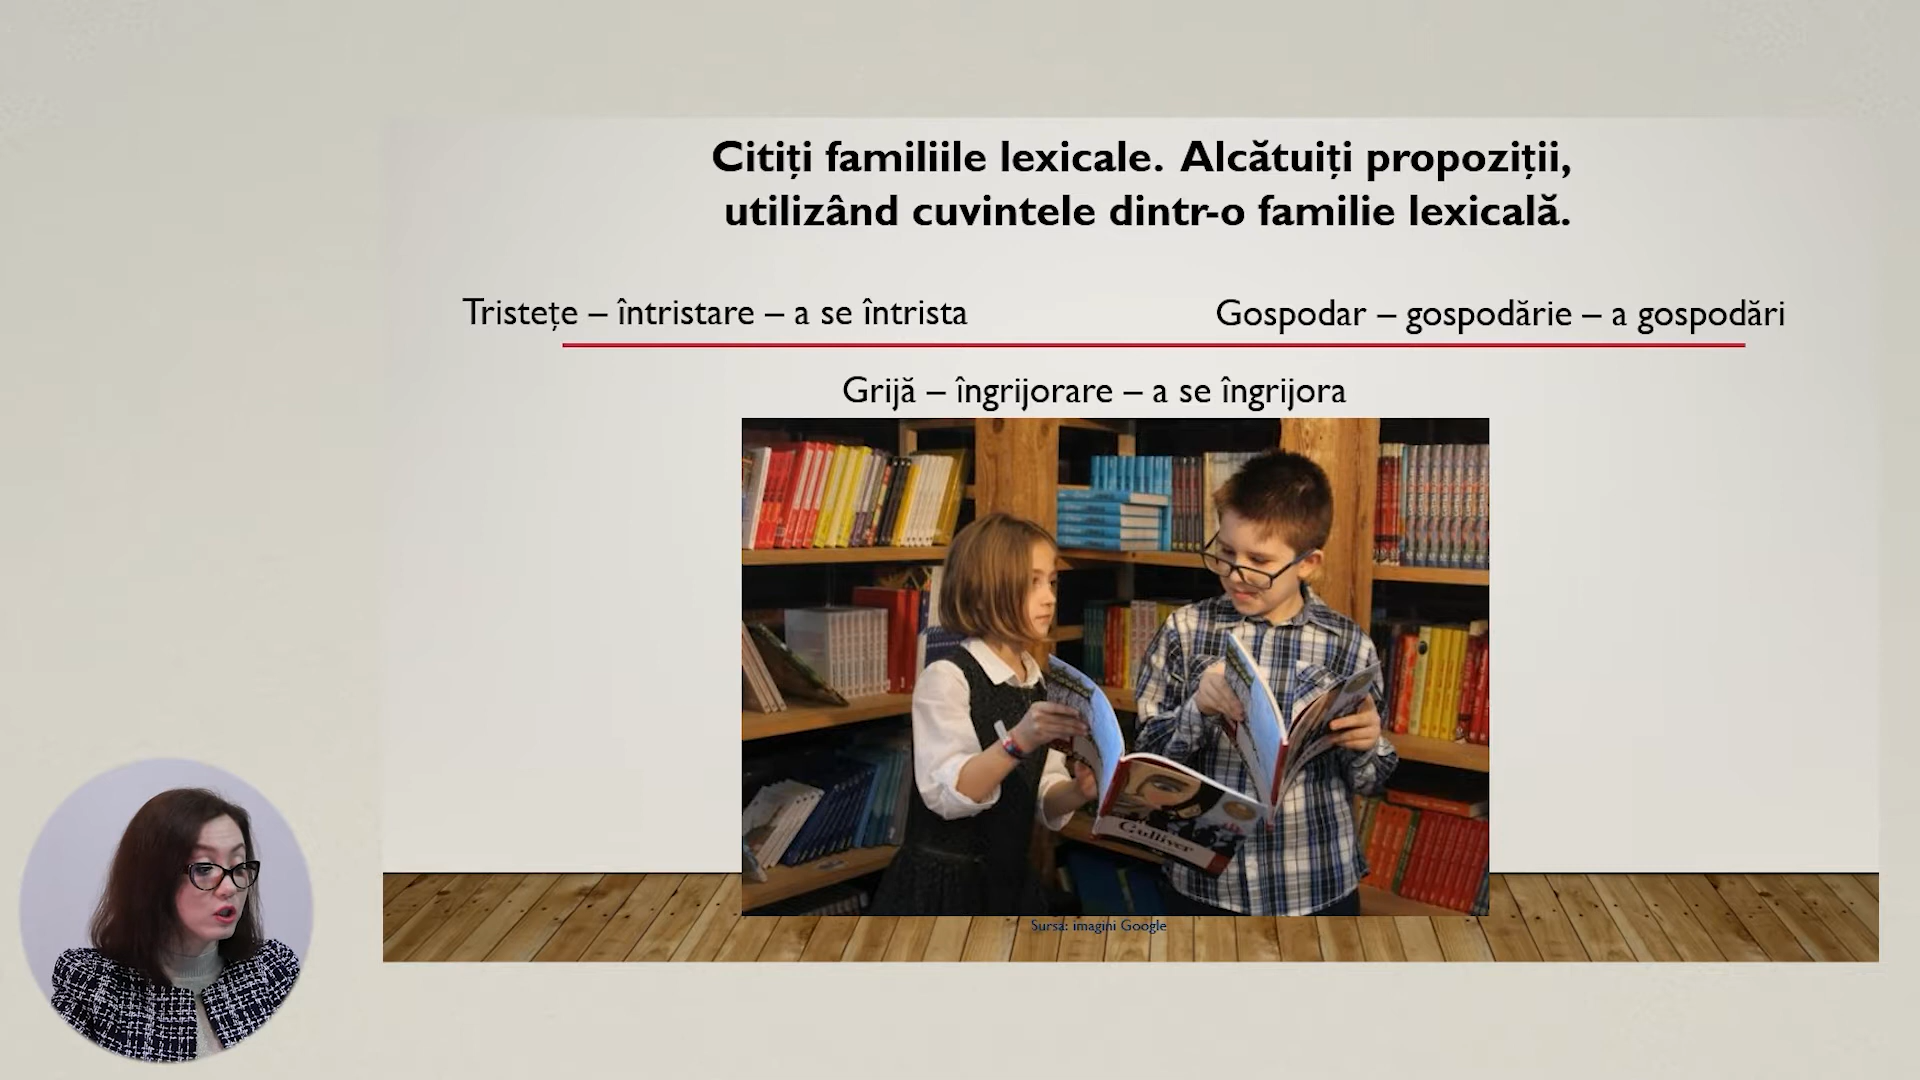 Citiți familiile lexicale. Alcătuiți propoziții,
utilizând cuvintele dintr-o familie lexicală.
Tristețe – întristare – a se întrista
Gospodar – gospodărie – a gospodări
Grijă – îngrijorare – a se îngrijora
Gulliver
Sursa: imagini Google